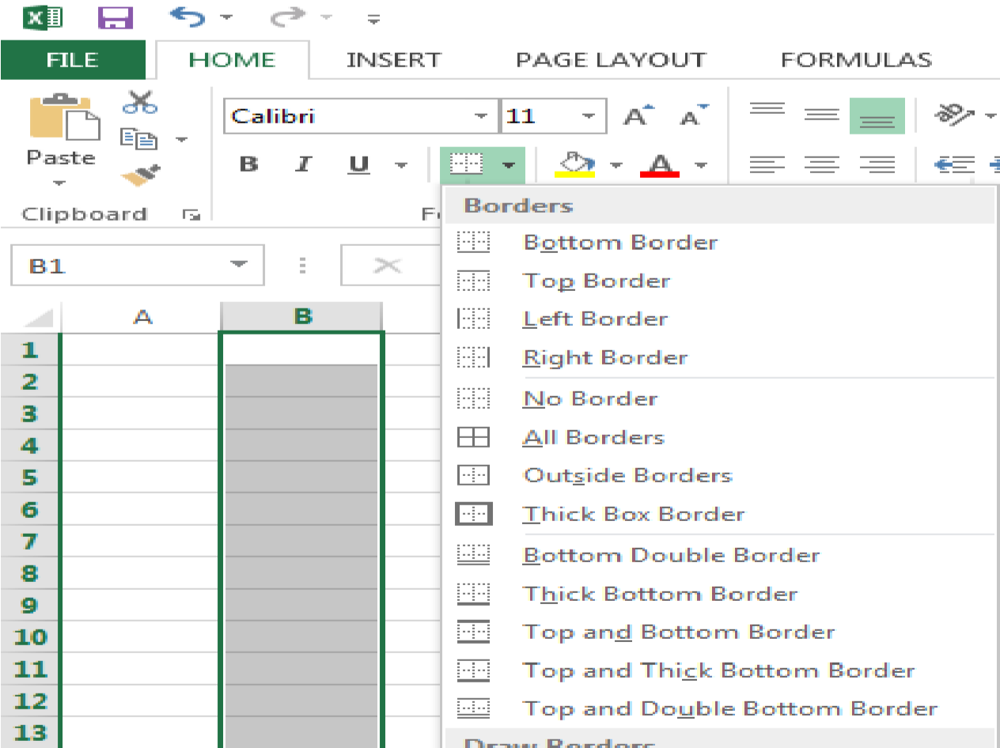 FILE HOME INSERT PAGE LAYOUT FORMULAS
Calibri 11
Paste
B I U
Clipboard
Borders
Bottom Border
Top Border
Left Border
Right Border
No Border
All Borders
Outside Borders
Thick Box Border
Bottom Double Border
Thick Bottom Border
Top and Bottom Border
Top and Thick Bottom Border
Top and Double Bottom Border
Draw Borders
B1
A B
1
2
3
4
5
6
7
8
9
10
11
12
13